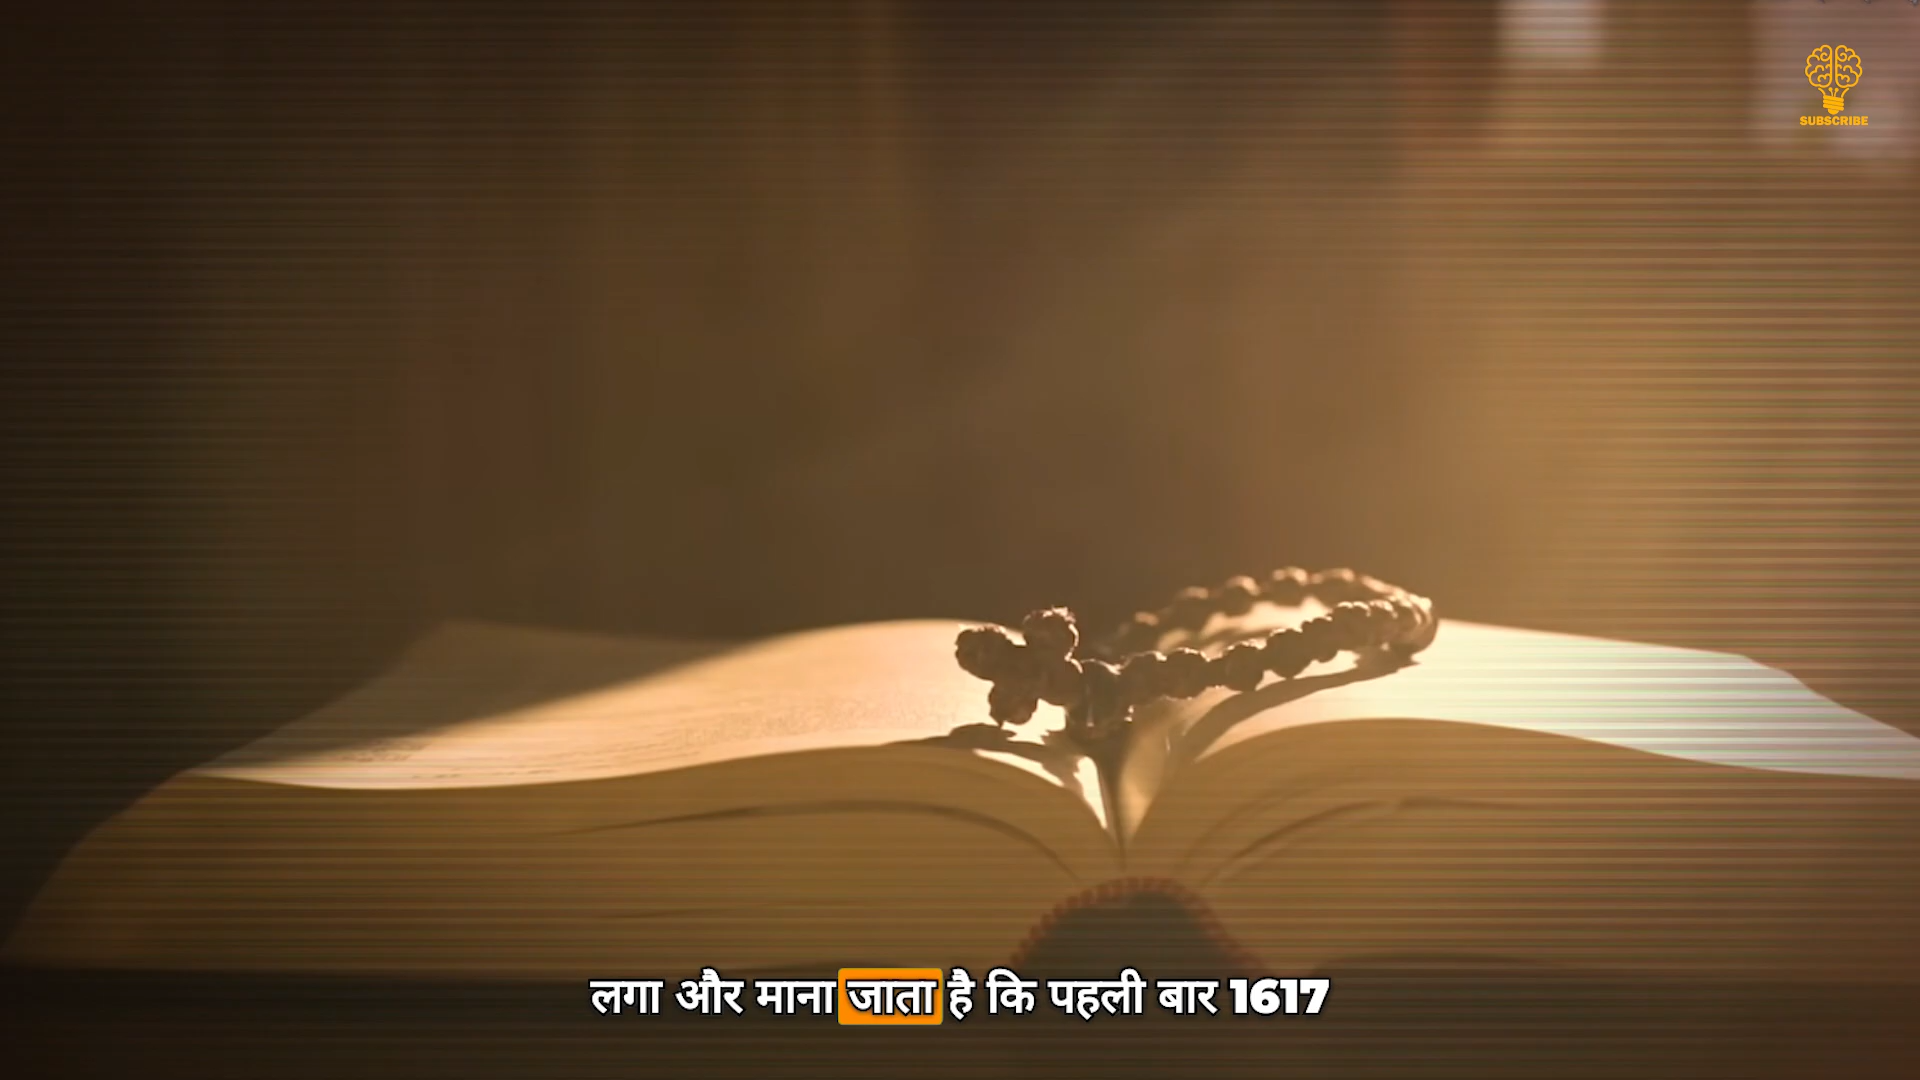 SUBSCRIBE
लगा और माना जाता है कि पहली बार 1617